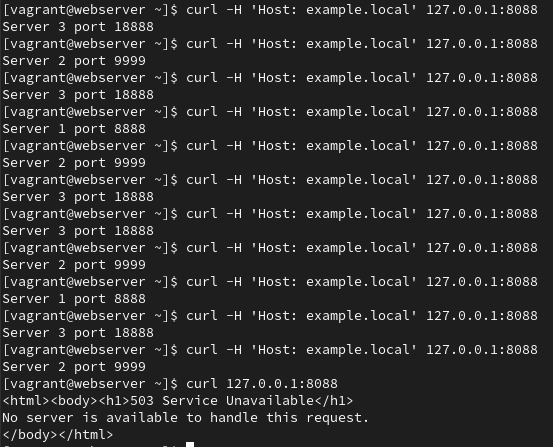 [vagrant@webserver ~]$ curl -H 'Host: example.local' 127.0.0.1:8088
Server 3 port 18888
[vagrant@webserver ~]$ curl -H 'Host: example.local' 127.0.0.1:8088
Server 2 port 9999
[vagrant@webserver ~]$ curl -H 'Host: example.local' 127.0.0.1:8088
Server 3 port 18888
[vagrant@webserver ~]$ curl -H 'Host: example.local' 127.0.0.1:8088
Server 1 port 8888
[vagrant@webserver ~]$ curl -H 'Host: example.local' 127.0.0.1:8088
Server 2 port 9999
[vagrant@webserver ~]$ curl -H 'Host: example.local' 127.0.0.1:8088
Server 3 port 18888
[vagrant@webserver ~]$ curl -H 'Host: example.local' 127.0.0.1:8088
Server 3 port 18888
[vagrant@webserver ~]$ curl -H 'Host: example.local' 127.0.0.1:8088
Server 2 port 9999
[vagrant@webserver ~]$ curl -H 'Host: example.local' 127.0.0.1:8088
Server 1 port 8888
[vagrant@webserver ~]$ curl -H 'Host: example.local' 127.0.0.1:8088
Server 3 port 18888
[vagrant@webserver ~]$ curl -H 'Host: example.local' 127.0.0.1:8088
Server 2 port 9999
[vagrant@webserver ~]$ curl 127.0.0.1:8088
<html><body><h1>503 Service Unavailable</h1>
No server is available to handle this request.
</body></html>